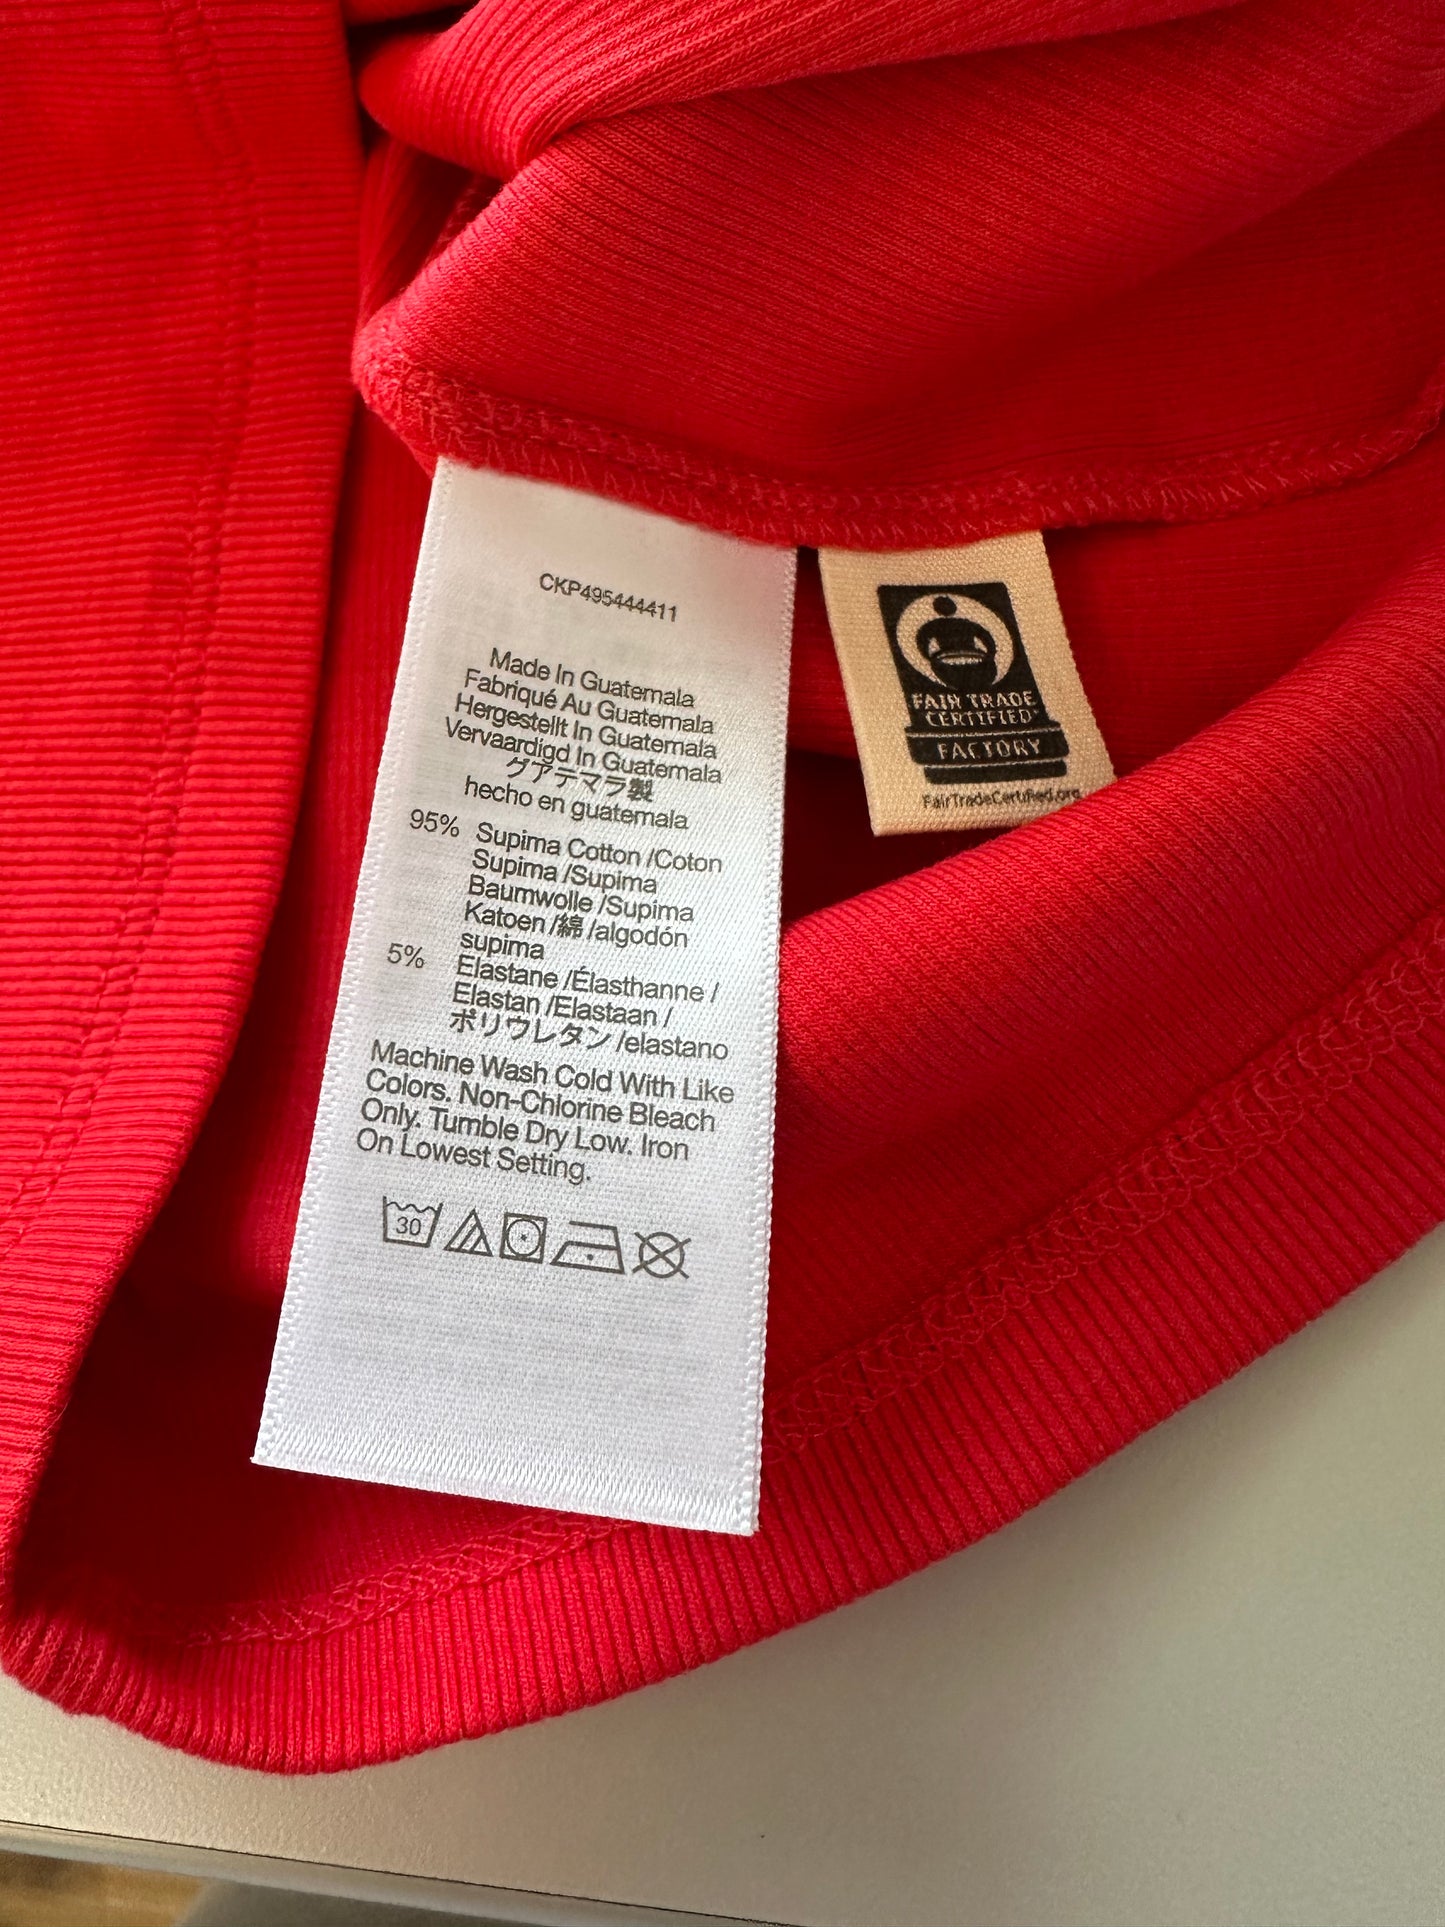 CKP495444411
Made In Guatemala
Fabriqué Au Guatemala
Hergestellt In Guatemala
Vervaardigd In Guatemala
グアテマラ製
hecho en guatemala
95% Supima Cotton /Coton
Supima /Supima
Baumwolle /Supima
Katoen /綿 /algodón
supima
5% Elastane /Élasthanne /
Elastan /Elastaan /
ポリウレタン /elastano
Machine Wash Cold With Like
Colors. Non-Chlorine Bleach
Only. Tumble Dry Low. Iron
On Lowest Setting.
30
FAIR TRADE
CERTIFIED
FACTORY
FairTradeCertified.org